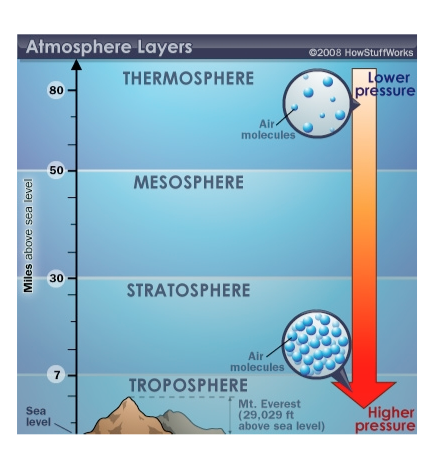 Atmosphere Layers
©2008 HowStuffWorks
THERMOSPHERE
Lower
pressure
80
Air
molecules
50
MESOSPHERE
Miles above sea level
30
STRATOSPHERE
Air
molecules
7
TROPOSPHERE
Mt. Everest
(29,029 ft
above sea level)
Sea
level
Higher
pressure